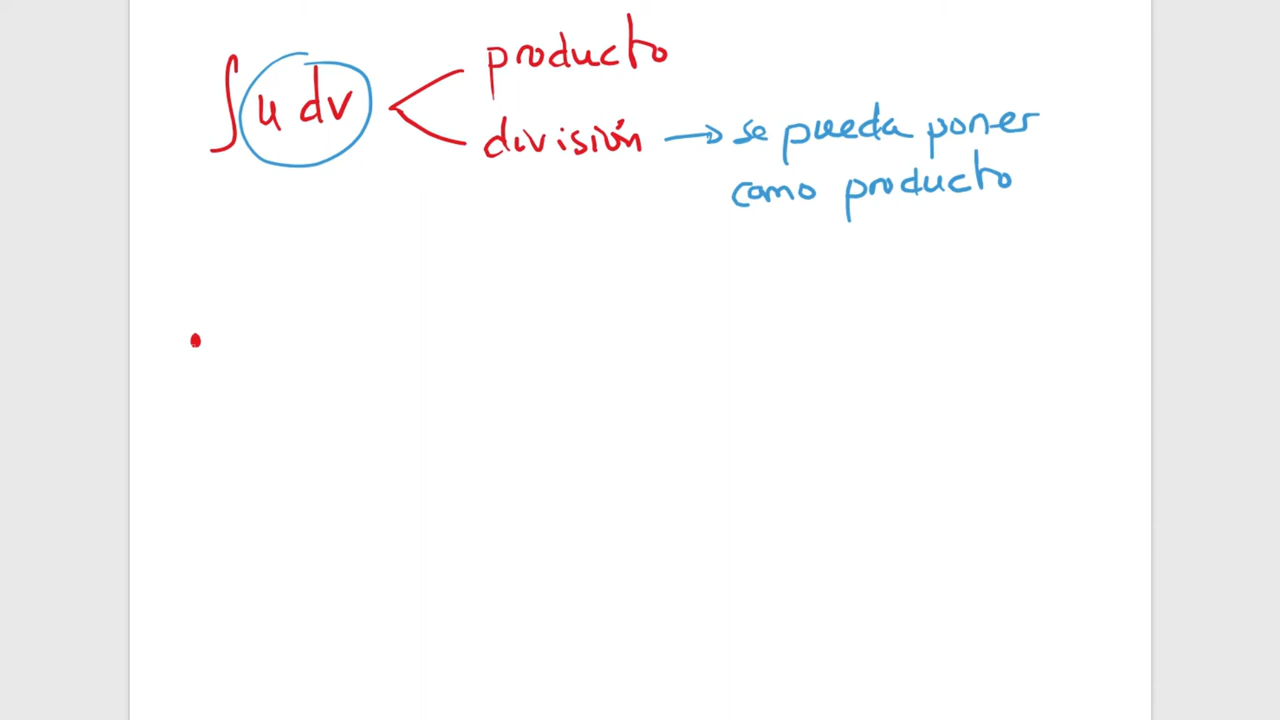 ∫ u dv < producto
división → se pueda poner
como producto